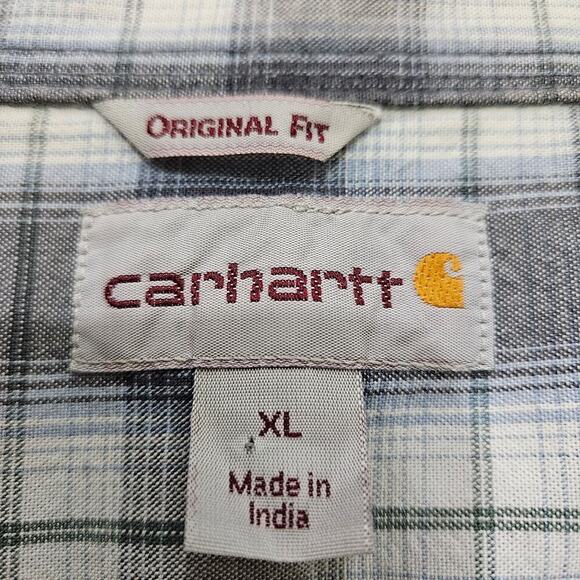 ORIGINAL FIT
carhartt
XL
Made in
India